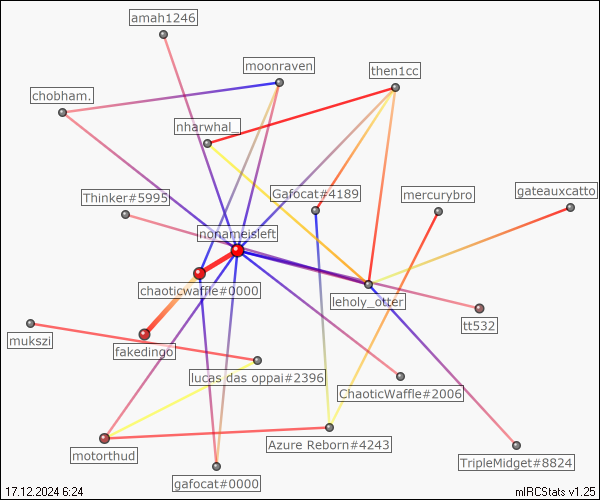 amah1246
moonraven
then1cc
chobham.
nharwhal_
Thinker#5995
Gafocat#4189
mercurybro
gateauxcatto
nonameisleft
chaoticwaffle#0000
leholy_otter
tt532
mukszi
fakedingo
lucas das oppai#2396
ChaoticWaffle#2006
motorthud
Azure Reborn#4243
TripleMidget#8824
gafocat#0000
17.12.2024 6:24
mIRCStats v1.25